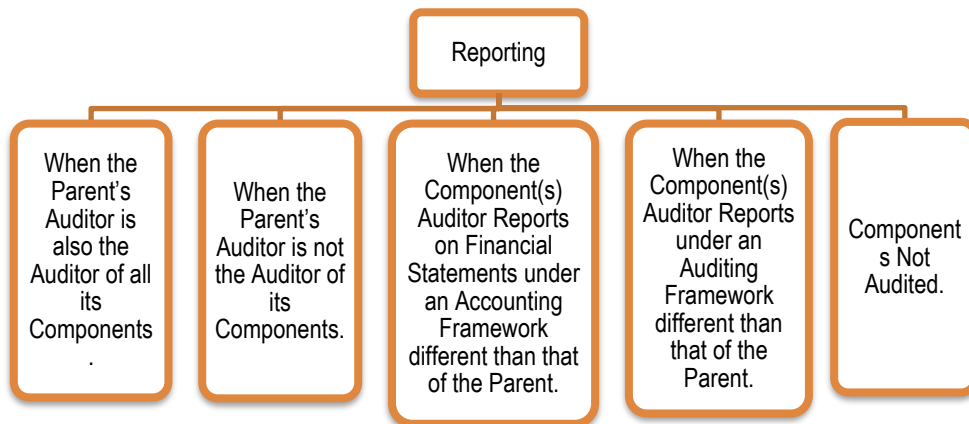 Reporting
When the
Parent's
Auditor is
also the
Auditor of all
its
Components
.
When the
Parent's
Auditor is not
the Auditor of
its
Components.
When the
Component(s)
Auditor Reports
on Financial
Statements under
an Accounting
Framework
different than that
of the Parent.
When the
Component(s)
Auditor Reports
under an
Auditing
Framework
different than
that of the
Parent.
Component
s Not
Audited.